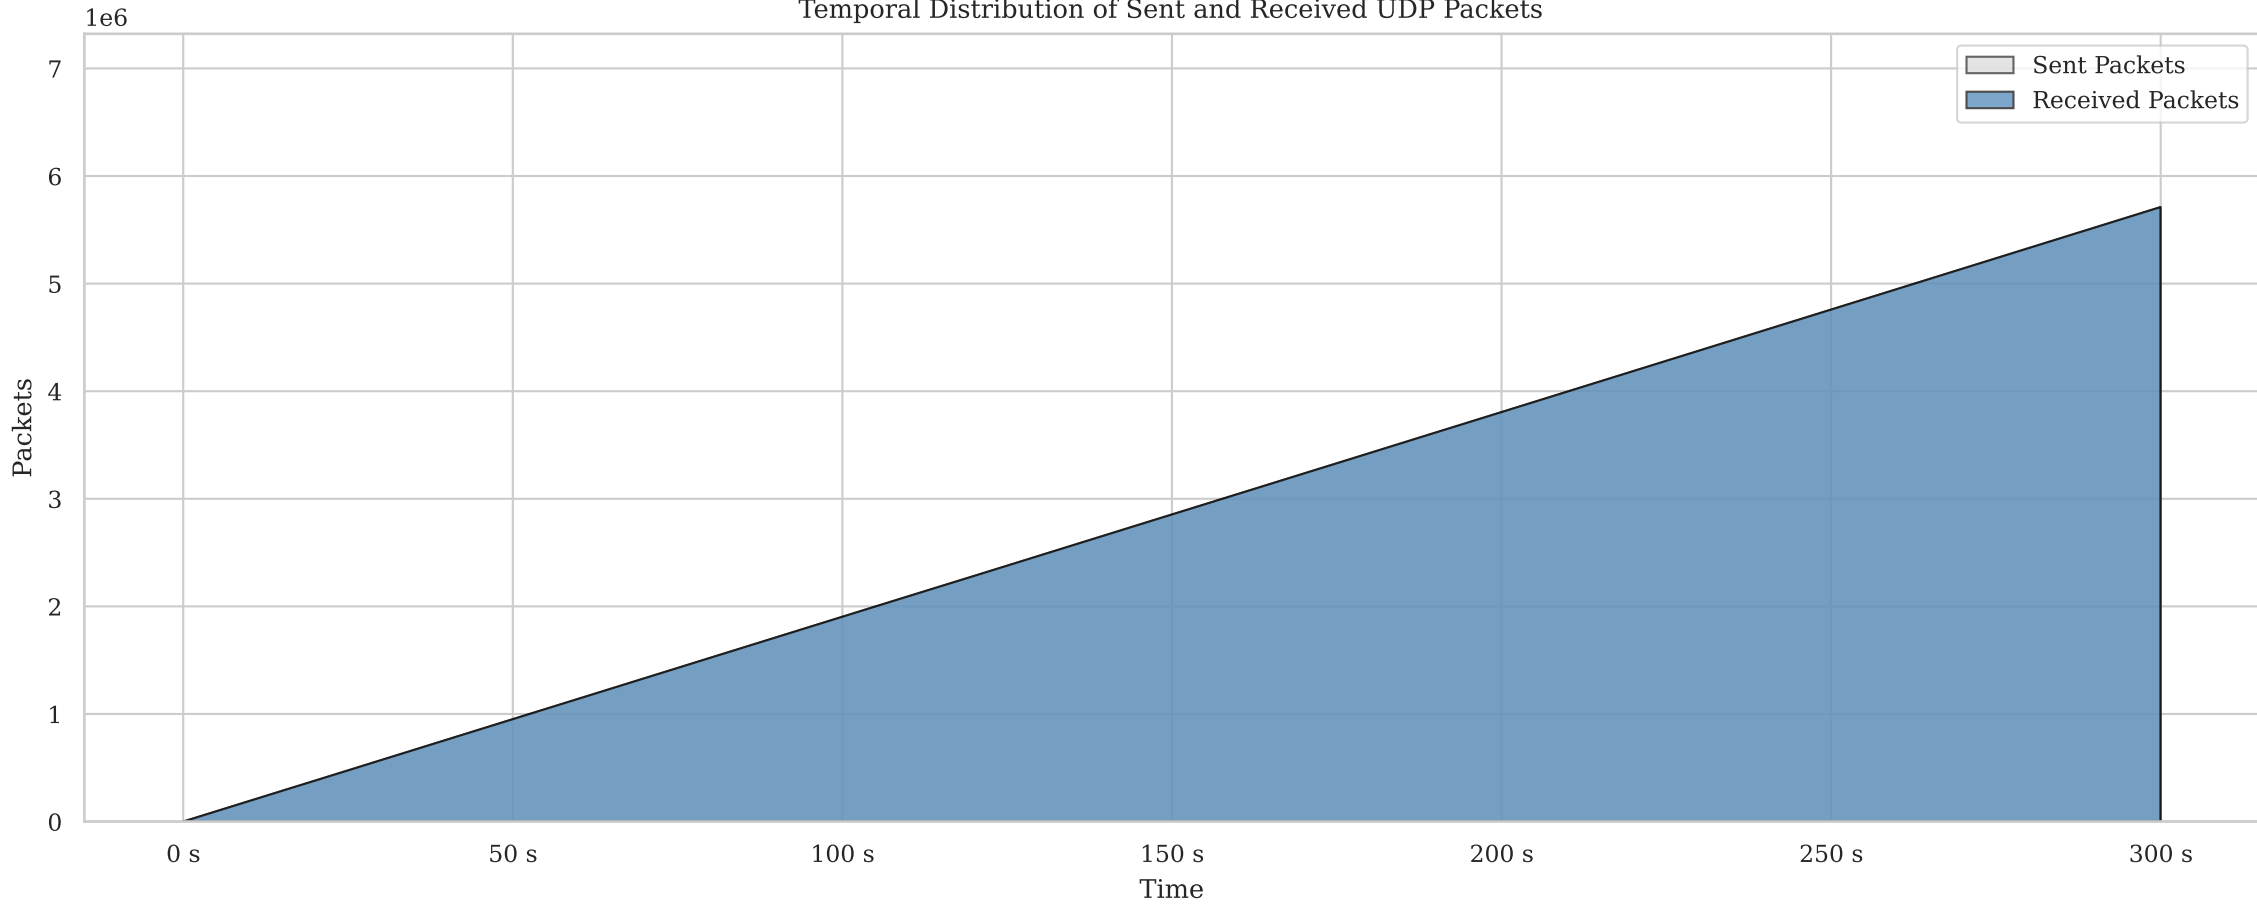 Temporal Distribution of Sent and Received UDP Packets
1e6
7
6
5
4
3
2
1
0
Packets
Sent Packets
Received Packets
0 s
50 s
100 s
150 s
200 s
250 s
300 s
Time